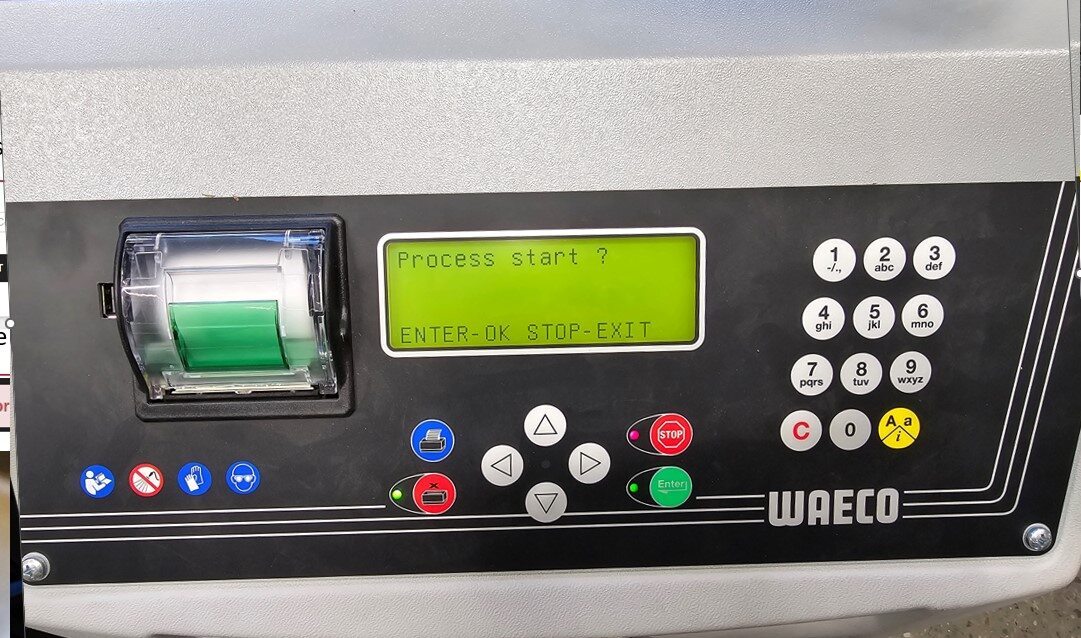 Process start ?
ENTER-OK STOP-EXIT
1 -/.,
2 abc
3 def
4 ghi
5 jkl
6 mno
7 pqrs
8 tuv
9 wxyz
C
0
A a
i
STOP
Enter
WAECO